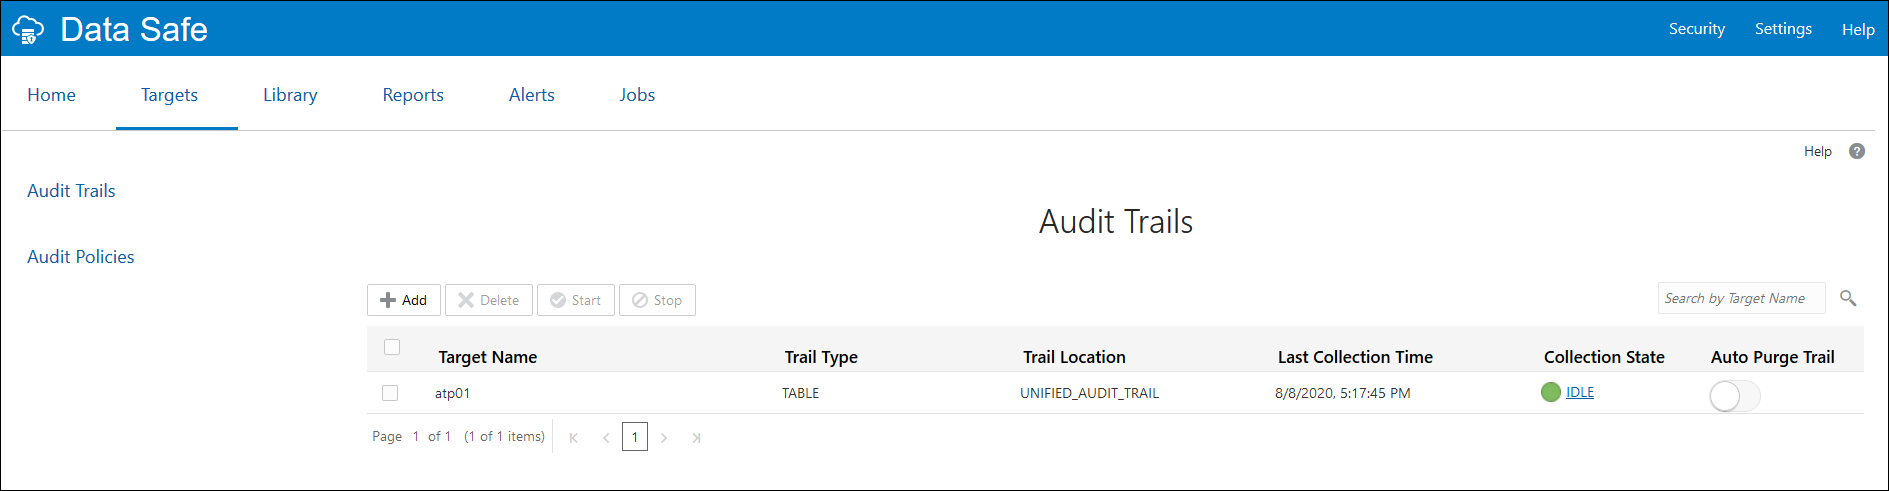 Data Safe
Security Settings Help
Home Targets Library Reports Alerts Jobs
Help ?
Audit Trails
Audit Policies
Audit Trails
Add Delete Start Stop
Search by Target Name
Target Name Trail Type Trail Location Last Collection Time Collection State Auto Purge Trail
atp01 TABLE UNIFIED_AUDIT_TRAIL 8/8/2020, 5:17:45 PM IDLE
Page 1 of 1 (1 of 1 items) 1